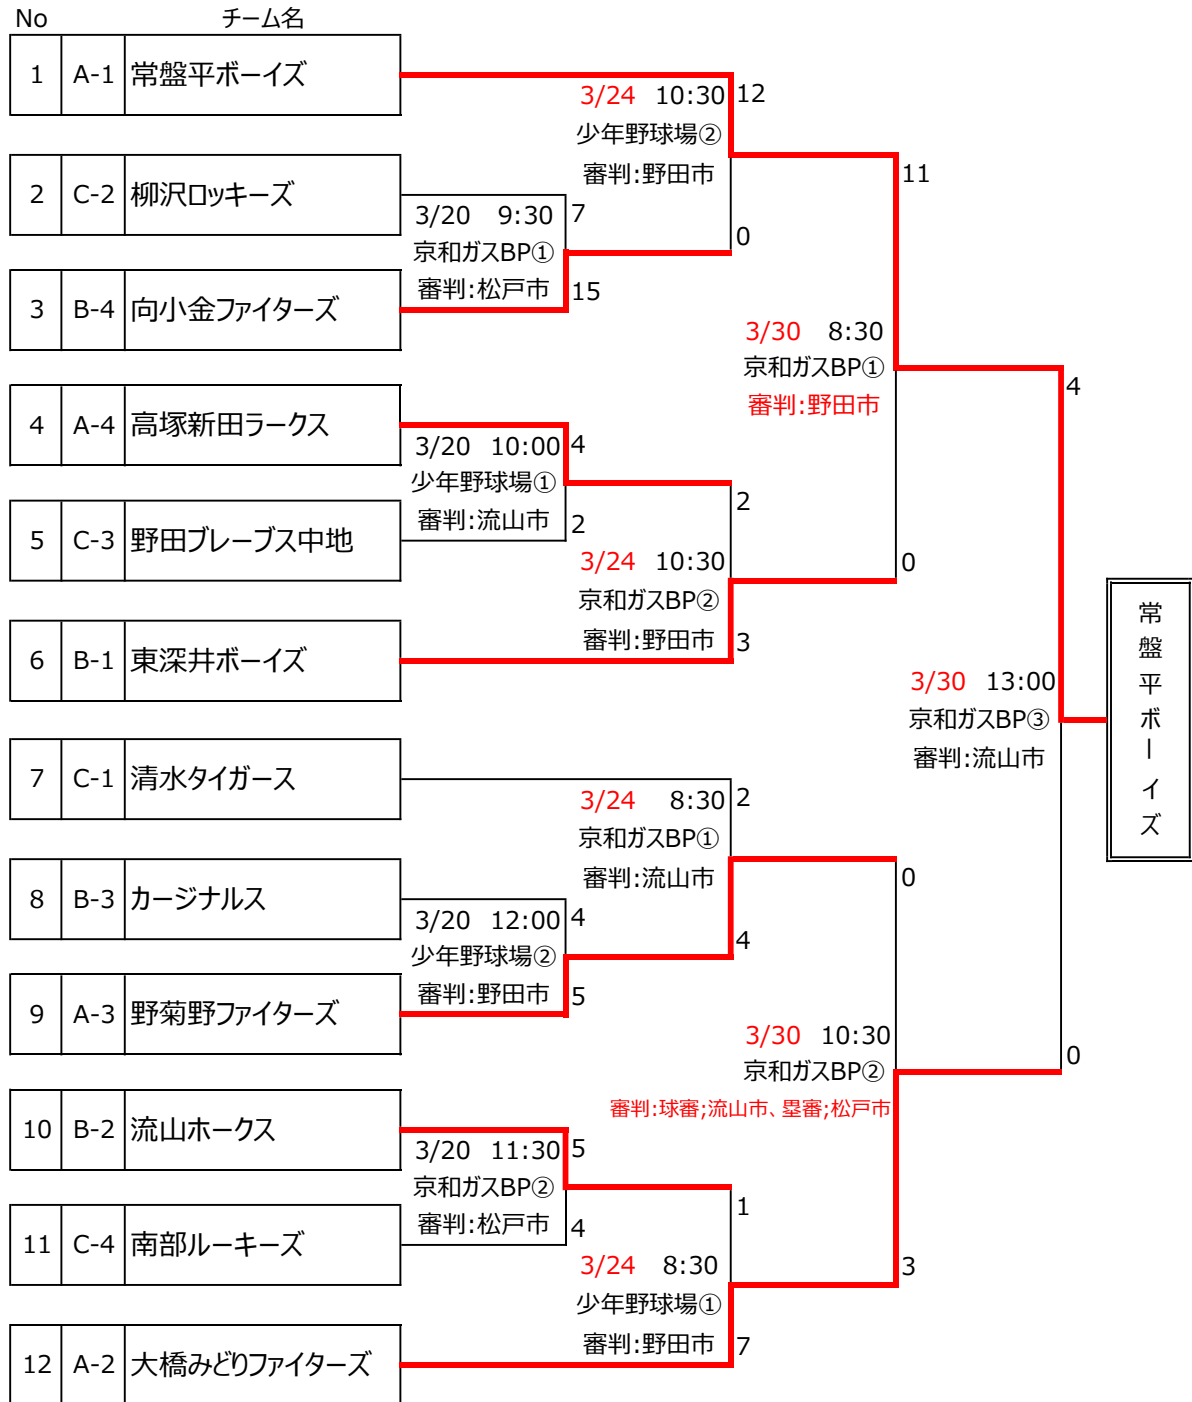 No チーム名
1 A-1 常盤平ボーイズ
3/24 10:30 12
少年野球場②
審判:野田市
11
2 C-2 柳沢ロッキーズ
3/20 9:30 7
0
京和ガスBP①
審判:松戸市 15
3 B-4 向小金ファイターズ
3/30 8:30
京和ガスBP①
審判:野田市
4
4 A-4 高塚新田ラークス
3/20 10:00 4
少年野球場①
2
審判:流山市 2
5 C-3 野田ブレーブス中地
3/24 10:30
0
京和ガスBP②
審判:野田市 3
6 B-1 東深井ボーイズ
常盤平ボーイズ
3/30 13:00
京和ガスBP③
審判:流山市
7 C-1 清水タイガース
3/24 8:30 2
京和ガスBP①
審判:流山市
0
8 B-3 カージナルス
3/20 12:00 4
4
少年野球場②
審判:野田市 5
9 A-3 野菊野ファイターズ
3/30 10:30
0
京和ガスBP②
審判:球審;流山市、塁審;松戸市
10 B-2 流山ホークス
3/20 11:30 5
京和ガスBP②
1
審判:松戸市 4
11 C-4 南部ルーキーズ
3/24 8:30
3
少年野球場①
審判:野田市 7
12 A-2 大橋みどりファイターズ